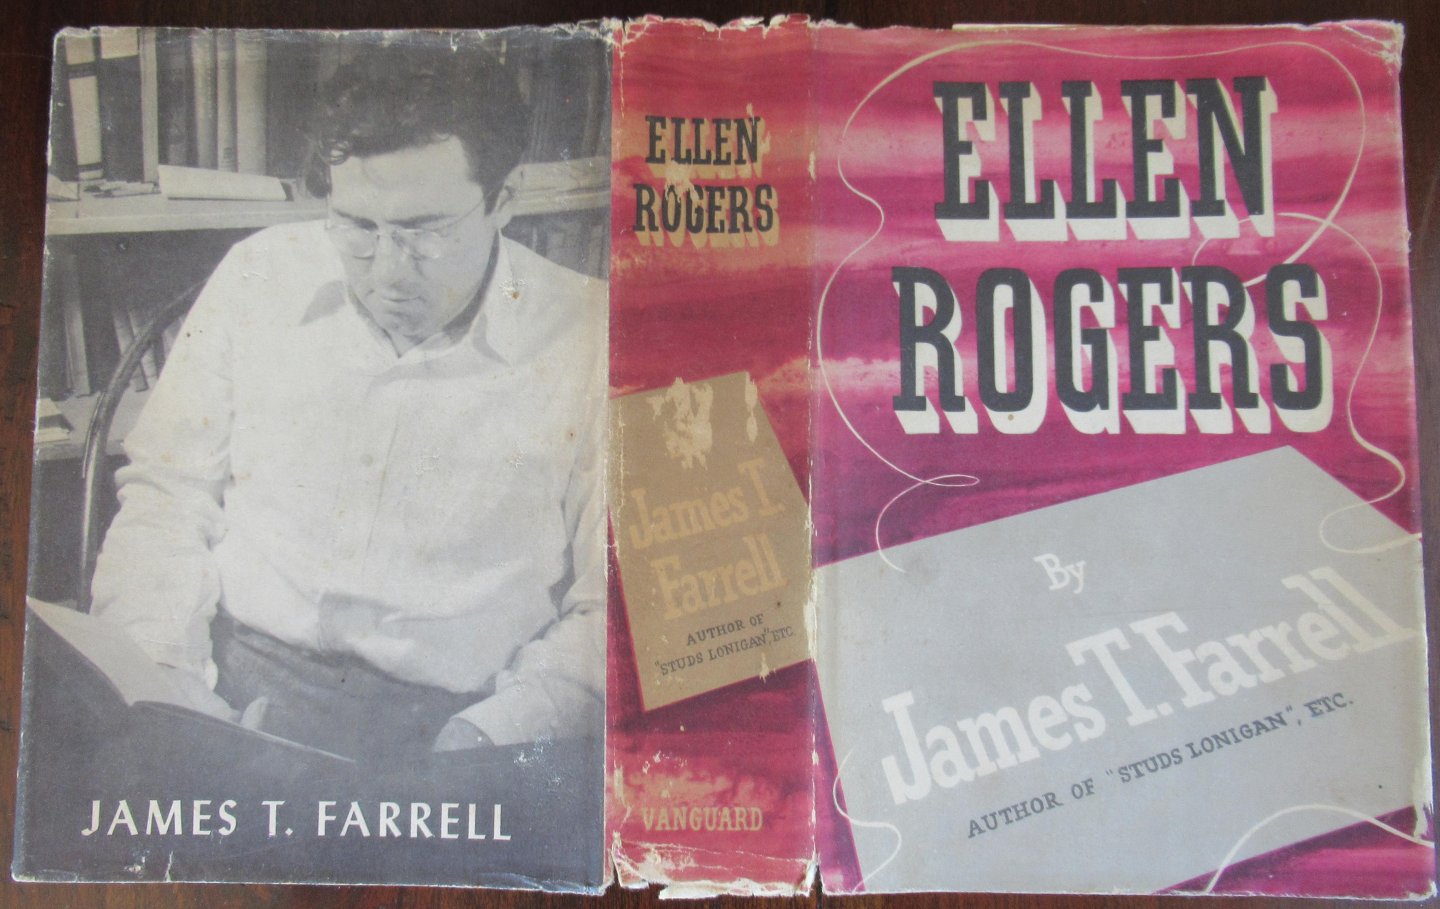 JAMES T. FARRELL
ELLEN
ROGERS
James T.
Farrell
AUTHOR OF
"STUDS LONIGAN", ETC.
VANGUARD
ELLEN
ROGERS
By
James T. Farrell
AUTHOR OF "STUDS LONIGAN", ETC.